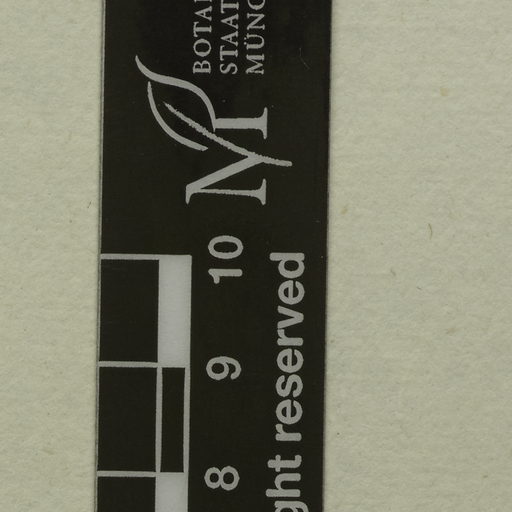 BOTA
STAAT
MÜNC
M
10
9
8
ght reserved